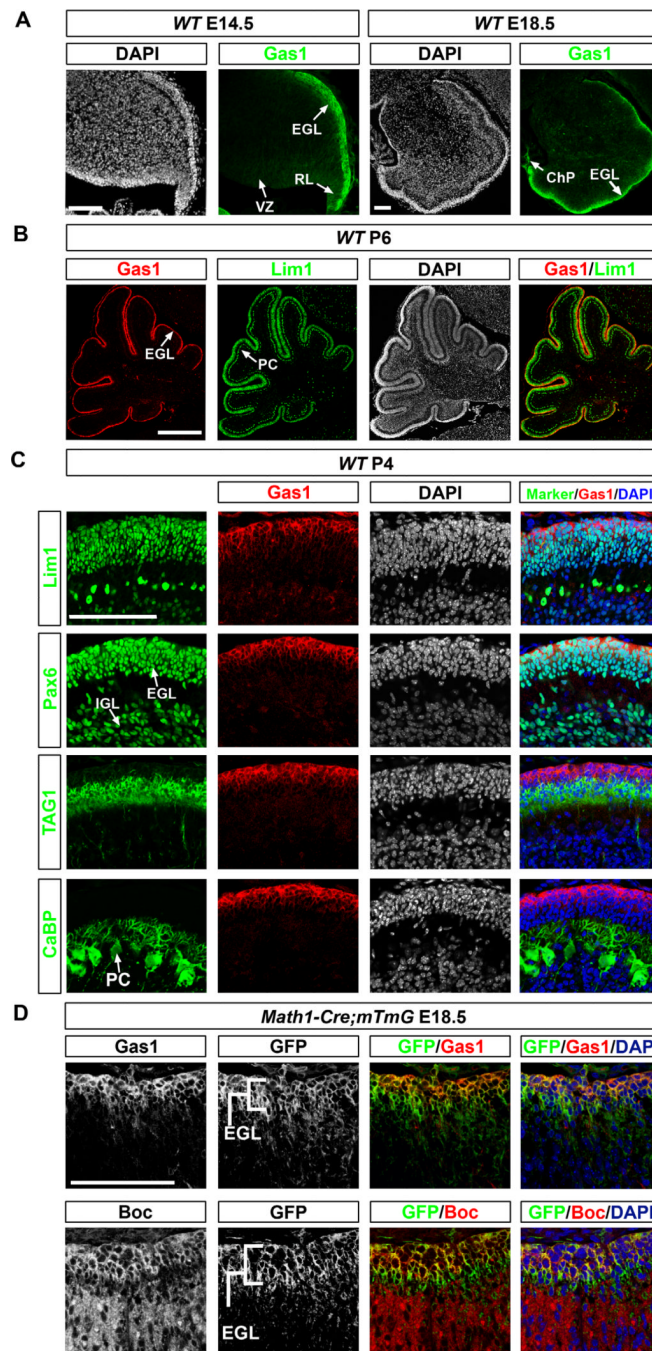 A
WT E14.5
WT E18.5
DAPI
Gas1
DAPI
Gas1
EGL
RL
VZ
ChP
EGL
B
WT P6
Gas1
Lim1
DAPI
Gas1/Lim1
EGL
PC
C
WT P4
Gas1
DAPI
Marker/Gas1/DAPI
Lim1
Pax6
IGL
EGL
TAG1
CaBP
PC
D
Math1-Cre;mTmG E18.5
Gas1
GFP
GFP/Gas1
GFP/Gas1/DAPI
EGL
Boc
GFP
GFP/Boc
GFP/Boc/DAPI
EGL